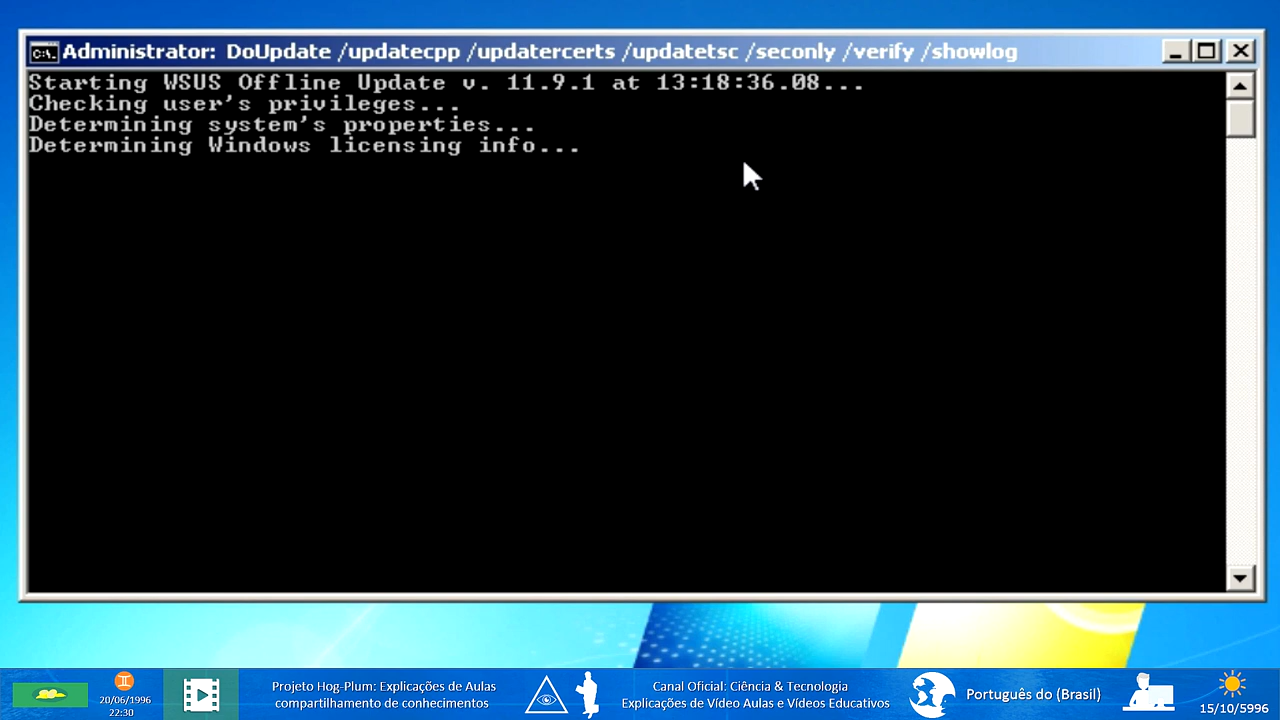 Administrator: DoUpdate /updatecpp /updatercerts /updatetsc /seconly /verify /showlog
Starting WSUS Offline Update v. 11.9.1 at 13:18:36.08...
Checking user's privileges...
Determining system's properties...
Determining Windows licensing info...
20/06/1996
22:30
Projeto Hog-Plum: Explicações de Aulas
compartilhamento de conhecimentos
Canal Oficial: Ciência & Tecnologia
Explicações de Vídeo Aulas e Vídeos Educativos
Português do (Brasil)
15/10/5996